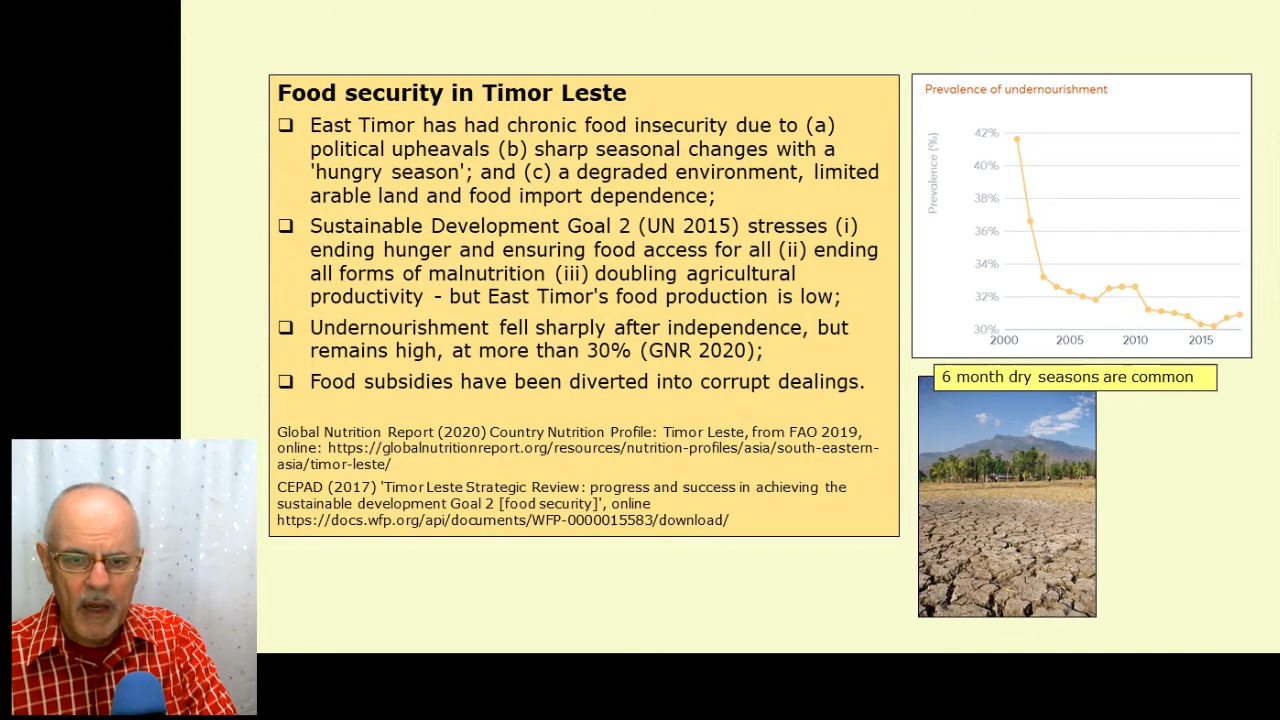 Food security in Timor Leste
❑ East Timor has had chronic food insecurity due to (a)
political upheavals (b) sharp seasonal changes with a
'hungry season'; and (c) a degraded environment, limited
arable land and food import dependence;
❑ Sustainable Development Goal 2 (UN 2015) stresses (i)
ending hunger and ensuring food access for all (ii) ending
all forms of malnutrition (iii) doubling agricultural
productivity - but East Timor's food production is low;
❑ Undernourishment fell sharply after independence, but
remains high, at more than 30% (GNR 2020);
❑ Food subsidies have been diverted into corrupt dealings.
Global Nutrition Report (2020) Country Nutrition Profile: Timor Leste, from FAO 2019,
online: https://globalnutritionreport.org/resources/nutrition-profiles/asia/south-eastern-
asia/timor-leste/
CEPAD (2017) 'Timor Leste Strategic Review: progress and success in achieving the
sustainable development Goal 2 [food security]', online
https://docs.wfp.org/api/documents/WFP-0000015583/download/
Prevalence of undernourishment
Prevalence (%)
42%
40%
38%
36%
34%
32%
30%
2000 2005 2010 2015
6 month dry seasons are common